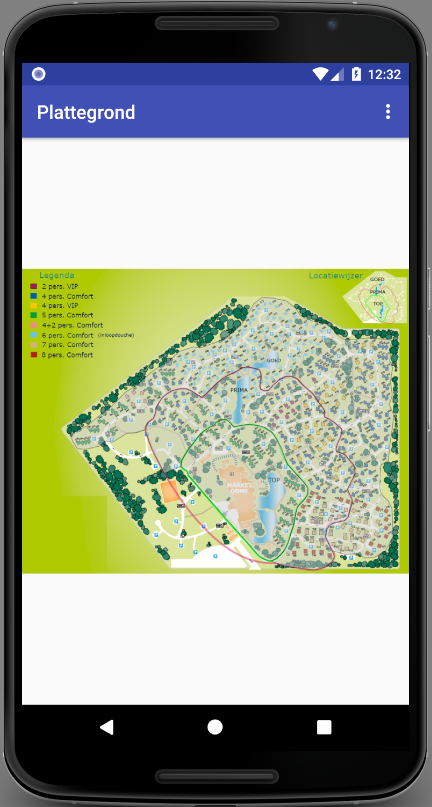 12:32
Plattegrond
Legenda
2 pers. VIP
4 pers. Comfort
4 pers. VIP
5 pers. Comfort
4+2 pers. Comfort
6 pers. Comfort (inloopdouche)
7 pers. Comfort
8 pers. Comfort
Locatiewijzer
GOED
PRIMA
TOP
GOED
PRIMA
TOP
MARKET
DOME